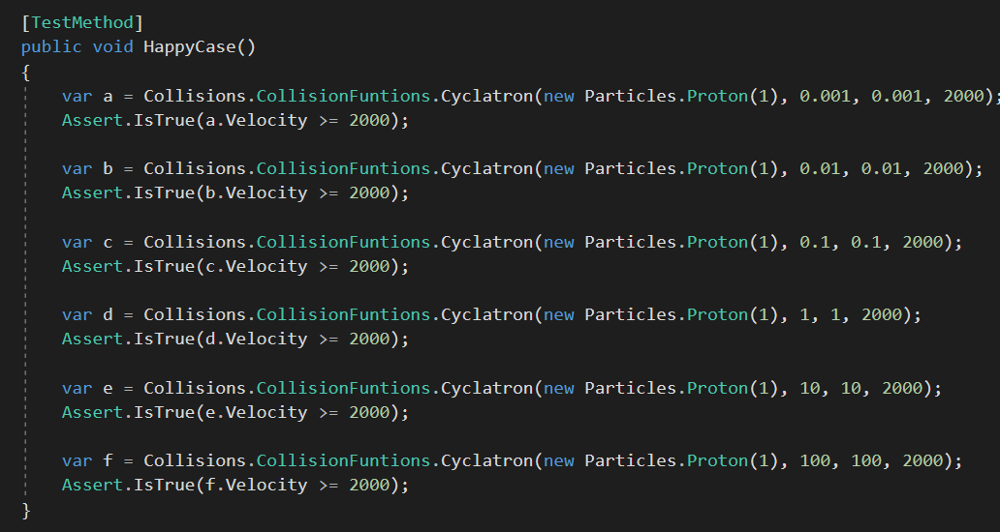 [TestMethod]
public void HappyCase()
{
var a = Collisions.CollisionFuntions.Cyclatron(new Particles.Proton(1), 0.001, 0.001, 2000);
Assert.IsTrue(a.Velocity >= 2000);
var b = Collisions.CollisionFuntions.Cyclatron(new Particles.Proton(1), 0.01, 0.01, 2000);
Assert.IsTrue(b.Velocity >= 2000);
var c = Collisions.CollisionFuntions.Cyclatron(new Particles.Proton(1), 0.1, 0.1, 2000);
Assert.IsTrue(c.Velocity >= 2000);
var d = Collisions.CollisionFuntions.Cyclatron(new Particles.Proton(1), 1, 1, 2000);
Assert.IsTrue(d.Velocity >= 2000);
var e = Collisions.CollisionFuntions.Cyclatron(new Particles.Proton(1), 10, 10, 2000);
Assert.IsTrue(e.Velocity >= 2000);
var f = Collisions.CollisionFuntions.Cyclatron(new Particles.Proton(1), 100, 100, 2000);
Assert.IsTrue(f.Velocity >= 2000);
}